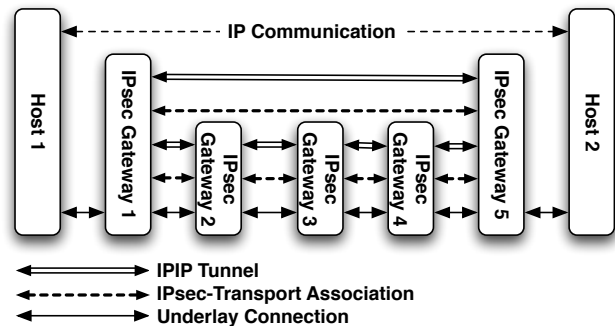 IP Communication
Host 1
IPsec Gateway 1
IPsec
Gateway 2
IPsec
Gateway 3
IPsec
Gateway 4
IPsec Gateway 5
Host 2
IPIP Tunnel
IPsec-Transport Association
Underlay Connection